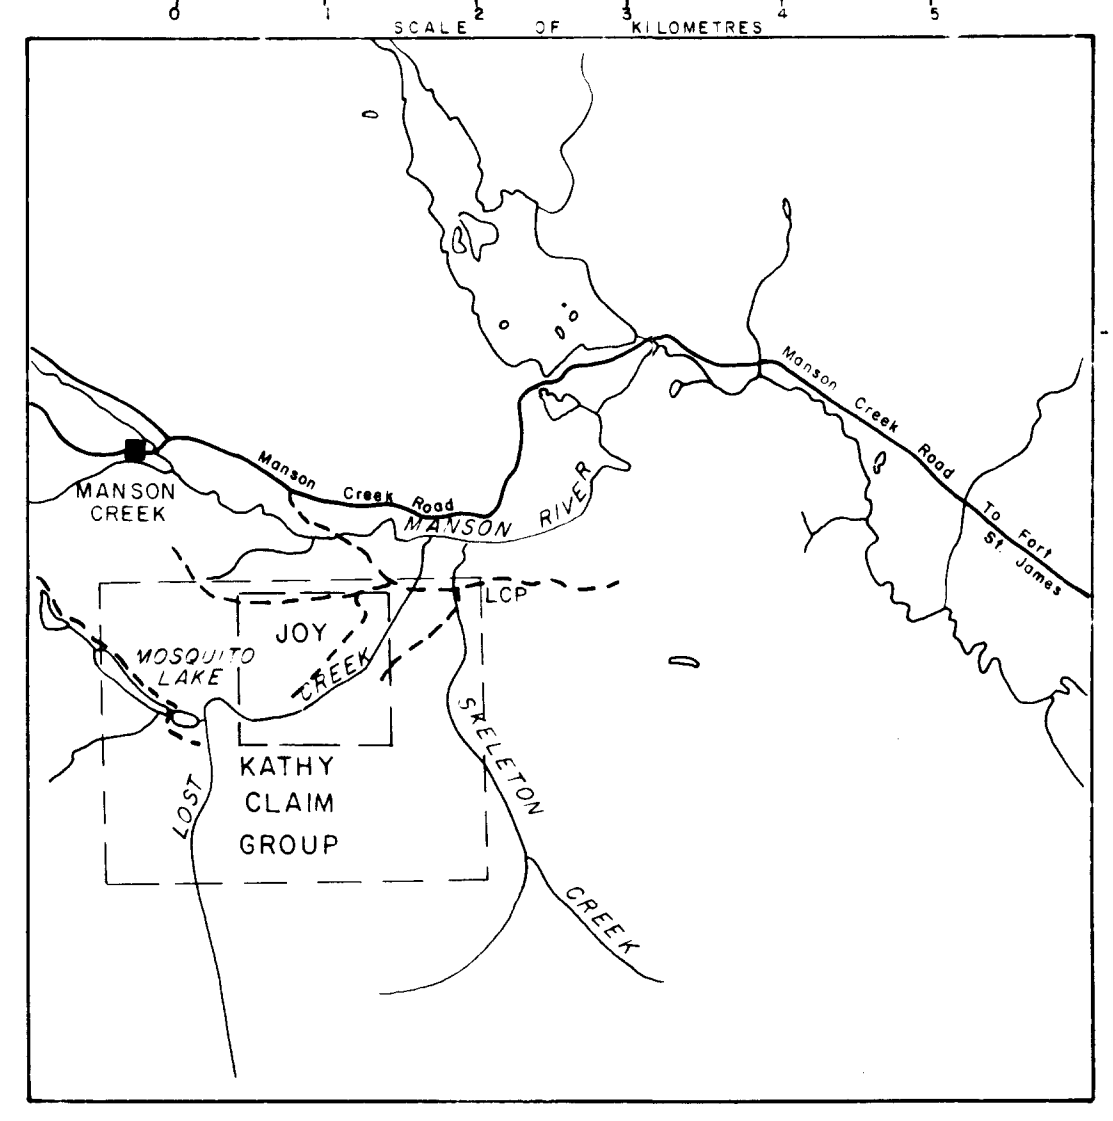 0 1 2 3 4 5
SCALE OF KILOMETRES
Manson Creek Road
To Fort
St. James
Manson Creek Road
MANSON
CREEK
MANSON RIVER
LCP
JOY
MOSQUITO
LAKE
LOST CREEK
KATHY
CLAIM
GROUP
SKELETON CREEK